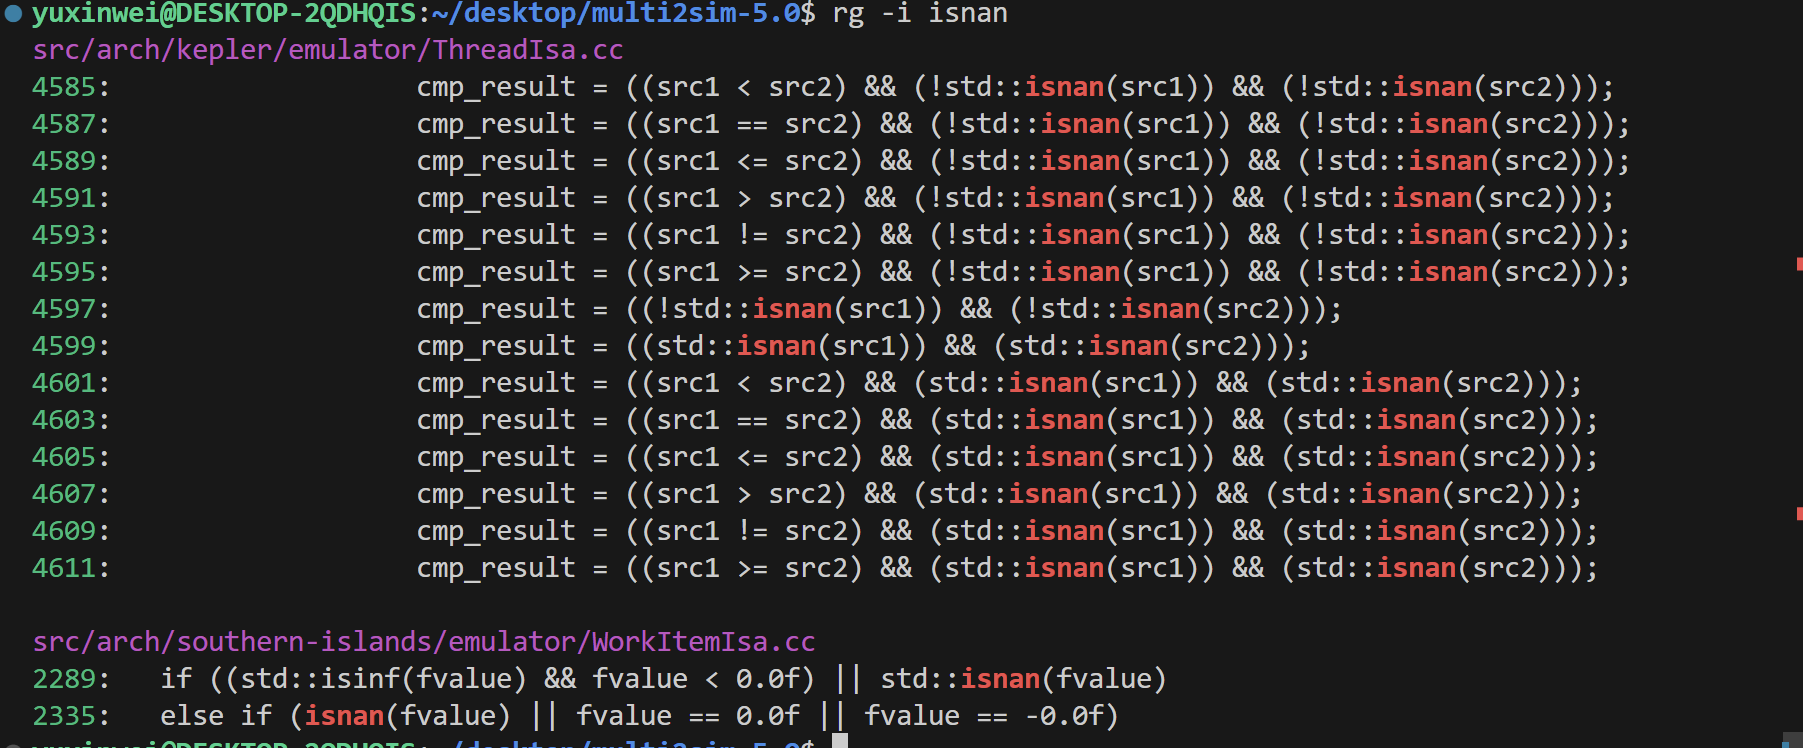 yuxinwei@DESKTOP-2QDHQIS:~/desktop/multi2sim-5.0$ rg -i isnan
src/arch/kepler/emulator/ThreadIsa.cc
4585:                   cmp_result = ((src1 < src2) && (!std::isnan(src1)) && (!std::isnan(src2)));
4587:                   cmp_result = ((src1 == src2) && (!std::isnan(src1)) && (!std::isnan(src2)));
4589:                   cmp_result = ((src1 <= src2) && (!std::isnan(src1)) && (!std::isnan(src2)));
4591:                   cmp_result = ((src1 > src2) && (!std::isnan(src1)) && (!std::isnan(src2)));
4593:                   cmp_result = ((src1 != src2) && (!std::isnan(src1)) && (!std::isnan(src2)));
4595:                   cmp_result = ((src1 >= src2) && (!std::isnan(src1)) && (!std::isnan(src2)));
4597:                   cmp_result = ((!std::isnan(src1)) && (!std::isnan(src2)));
4599:                   cmp_result = ((std::isnan(src1)) && (std::isnan(src2)));
4601:                   cmp_result = ((src1 < src2) && (std::isnan(src1)) && (std::isnan(src2)));
4603:                   cmp_result = ((src1 == src2) && (std::isnan(src1)) && (std::isnan(src2)));
4605:                   cmp_result = ((src1 <= src2) && (std::isnan(src1)) && (std::isnan(src2)));
4607:                   cmp_result = ((src1 > src2) && (std::isnan(src1)) && (std::isnan(src2)));
4609:                   cmp_result = ((src1 != src2) && (std::isnan(src1)) && (std::isnan(src2)));
4611:                   cmp_result = ((src1 >= src2) && (std::isnan(src1)) && (std::isnan(src2)));
src/arch/southern-islands/emulator/WorkItemIsa.cc
2289:   if ((std::isinf(fvalue) && fvalue < 0.0f) || std::isnan(fvalue)
2335:   else if (isnan(fvalue) || fvalue == 0.0f || fvalue == -0.0f)
yuxinwei@DESKTOP-2QDHQIS:~/desktop/multi2sim-5.0$